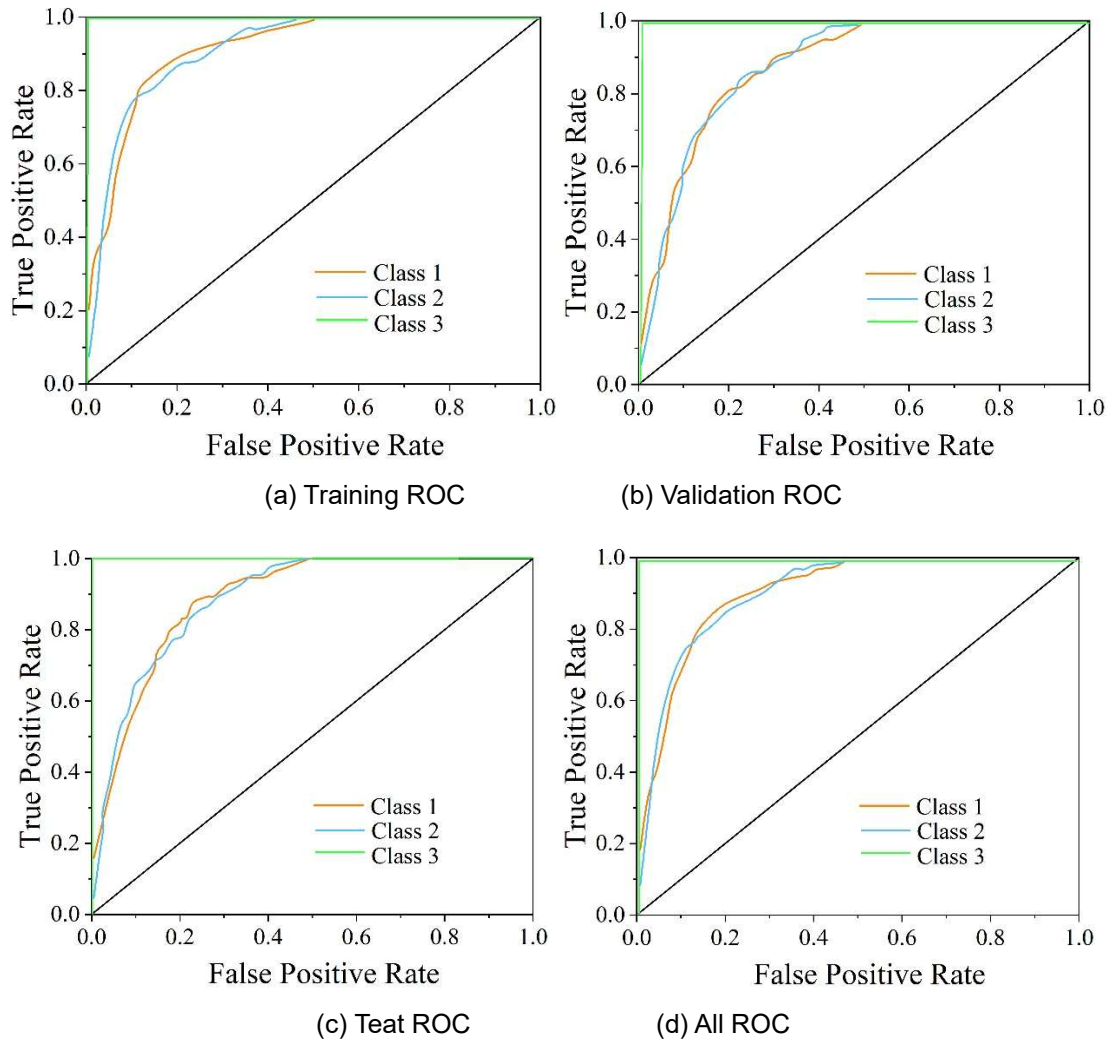 1.0
0.8
0.6
0.4
0.2
0.0
True Positive Rate
Class 1
Class 2
Class 3
0.0 0.2 0.4 0.6 0.8 1.0
False Positive Rate
(a) Training ROC
1.0
0.8
0.6
0.4
0.2
0.0
True Positive Rate
Class 1
Class 2
Class 3
0.0 0.2 0.4 0.6 0.8 1.0
False Positive Rate
(b) Validation ROC
1.0
0.8
0.6
0.4
0.2
0.0
True Positive Rate
Class 1
Class 2
Class 3
0.0 0.2 0.4 0.6 0.8 1.0
False Positive Rate
(c) Teat ROC
1.0
0.8
0.6
0.4
0.2
0.0
True Positive Rate
Class 1
Class 2
Class 3
0.0 0.2 0.4 0.6 0.8 1.0
False Positive Rate
(d) All ROC